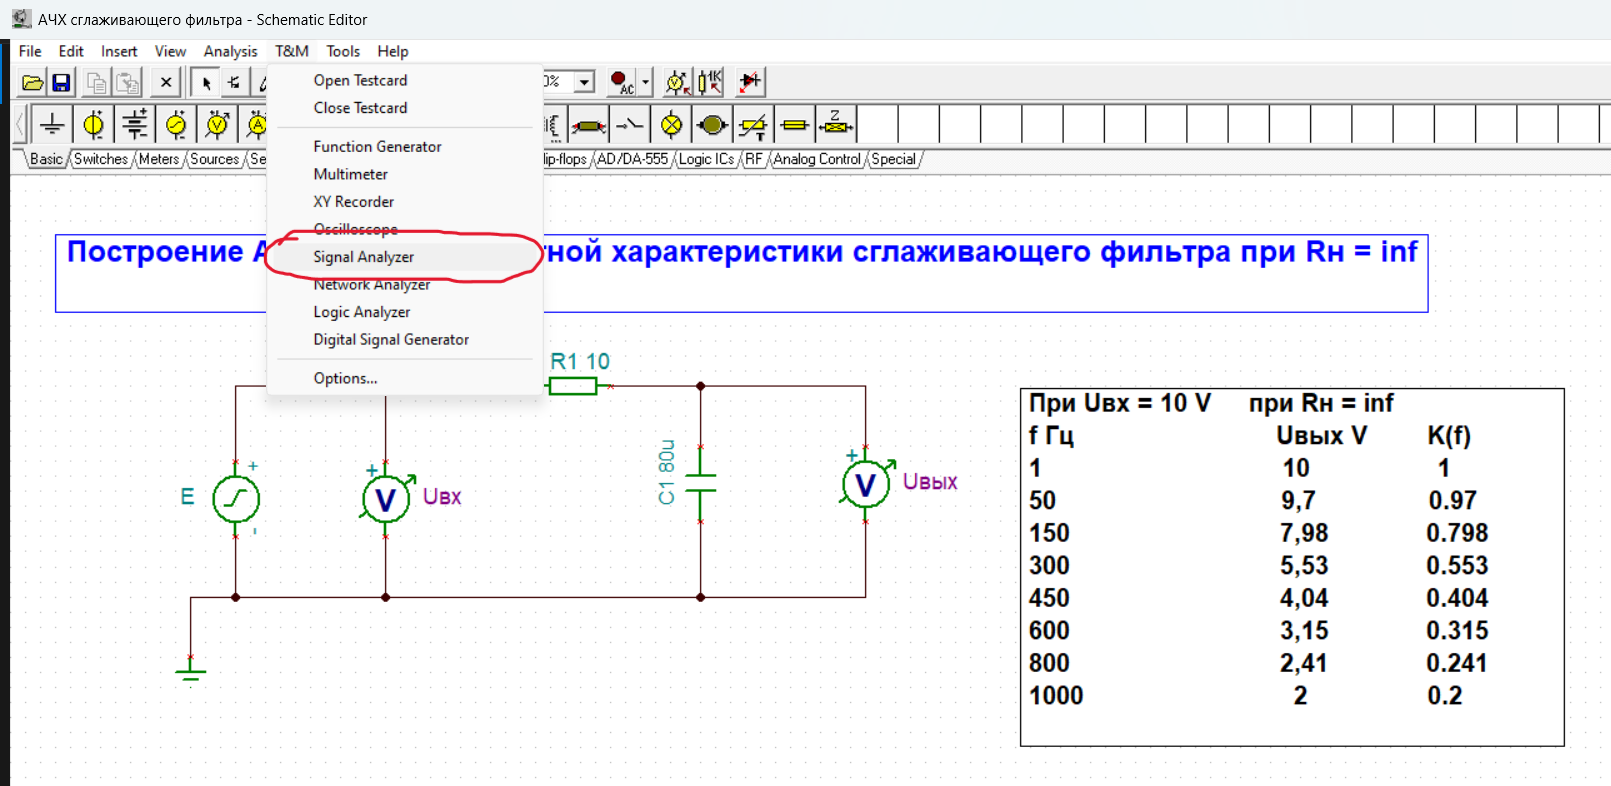 АЧХ сглаживающего фильтра - Schematic Editor
File Edit Insert View Analysis T&M Tools Help
0% AC V 1K
V A Z T
Basic Switches Meters Sources Se lip-flops AD/DA-555 Logic ICs RF Analog Control Special
Open Testcard
Close Testcard
Function Generator
Multimeter
XY Recorder
Oscilloscope
Signal Analyzer
Network Analyzer
Logic Analyzer
Digital Signal Generator
Options...
Построение А тной характеристики сглаживающего фильтра при Rн = inf
R1 10
E
+
-
+
V
Uвх
C1 80u
+
V
Uвых
При Uвх = 10 V при Rн = inf
f Гц Uвых V K(f)
1 10 1
50 9,7 0.97
150 7,98 0.798
300 5,53 0.553
450 4,04 0.404
600 3,15 0.315
800 2,41 0.241
1000 2 0.2